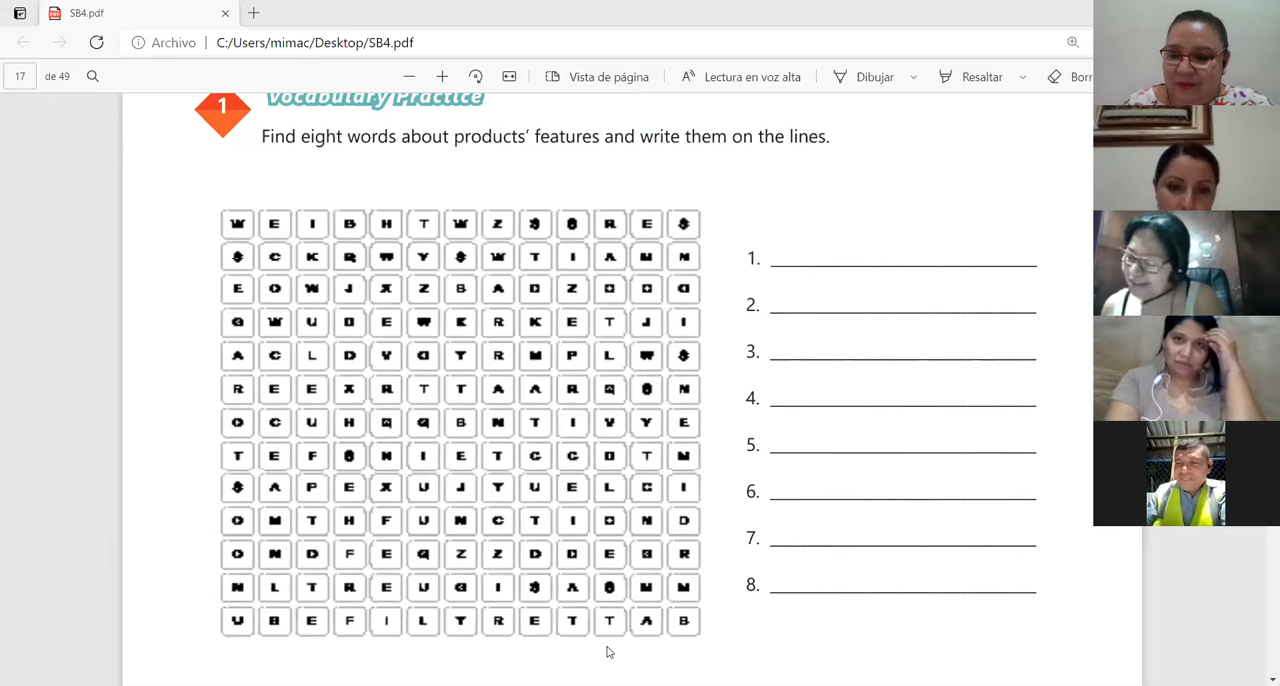 SB4.pdf
Archivo C:/Users/mimac/Desktop/SB4.pdf
17 de 49 Vista de página Lectura en voz alta Dibujar Resaltar Borr
1 Vocabulary Practice
Find eight words about products' features and write them on the lines.
W E I H T W Z R E
C K Y W T I A N
E O W J Z B A D Z
W U E K R K E T J I
A C L D T R M P L
R E E R T T A A R N
O C U H B N T I Y E
T E F I E T T M
A P E U J Y U E L I
O M T H F U N C T I O N D
O N D F E Z Z D D E R
N L T R E U I A
U B E F I L Y R E T T A B
1.
2.
3.
4.
5.
6.
7.
8.